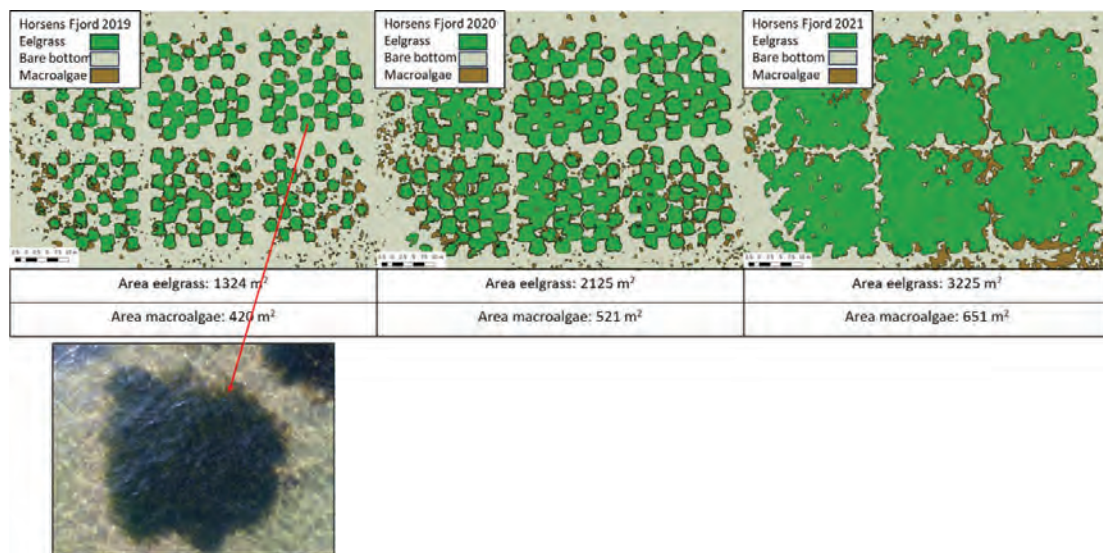 Horsens Fjord 2019
Eelgrass
Bare bottom
Macroalgae
Horsens Fjord 2020
Eelgrass
Bare bottom
Macroalgae
Horsens Fjord 2021
Eelgrass
Bare bottom
Macroalgae
Area eelgrass: 1324 m²
Area eelgrass: 2125 m²
Area eelgrass: 3225 m²
Area macroalgae: 420 m²
Area macroalgae: 521 m²
Area macroalgae: 651 m²